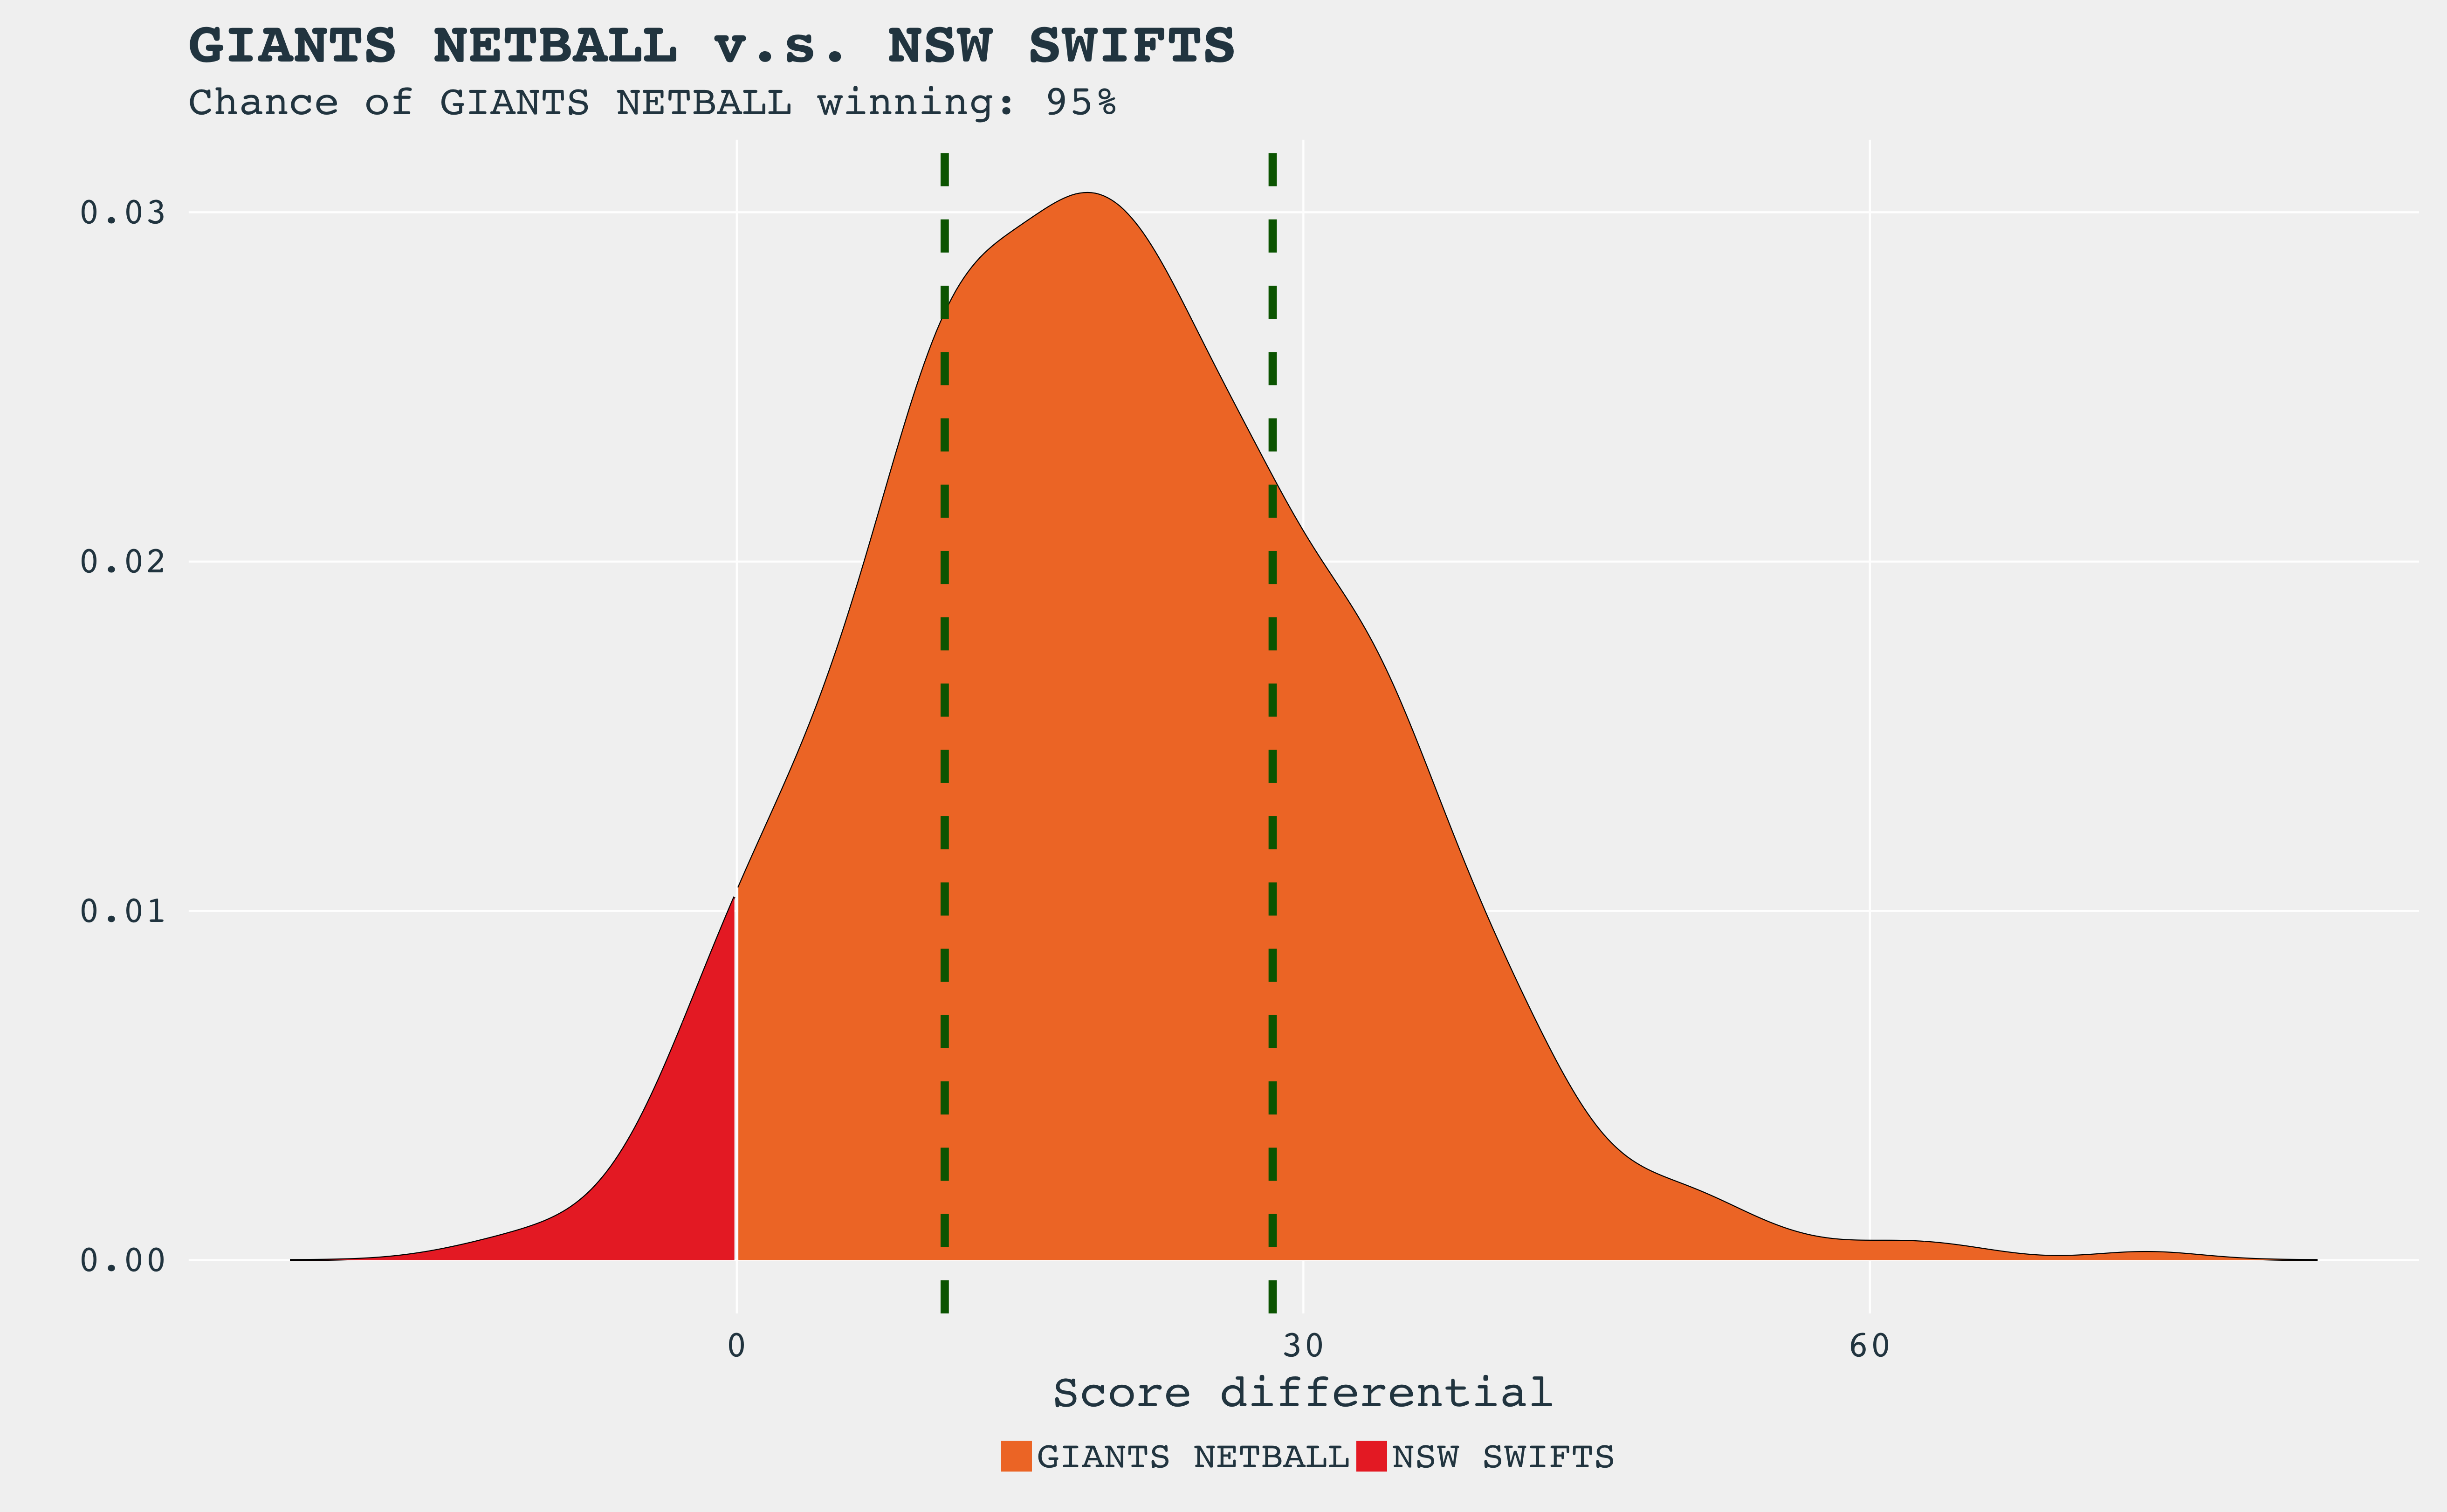 GIANTS NETBALL v.s. NSW SWIFTS
Chance of GIANTS NETBALL winning: 95%
0.03
0.02
0.01
0.00
0 30 60
Score differential
GIANTS NETBALL NSW SWIFTS